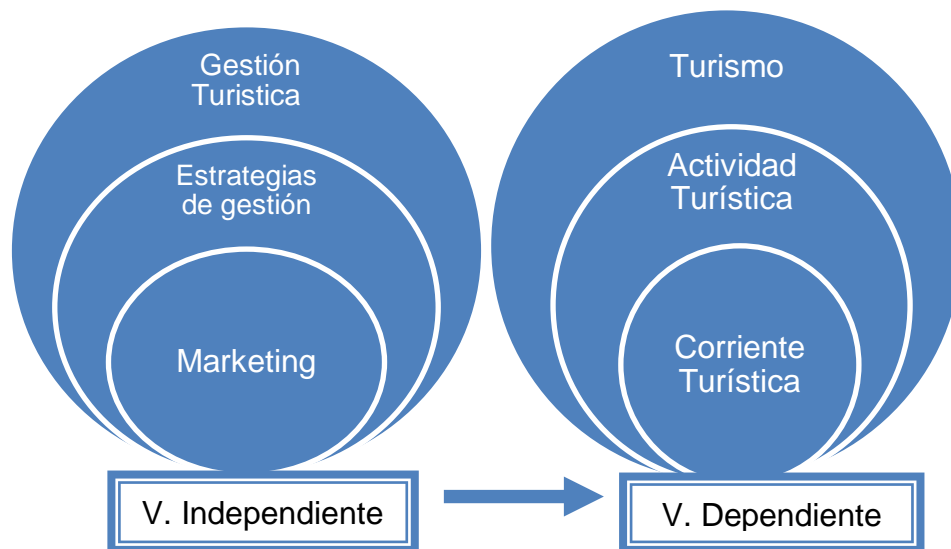 Gestión
Turistica
Estrategias
de gestión
Marketing
V. Independiente
Turismo
Actividad
Turística
Corriente
Turística
V. Dependiente